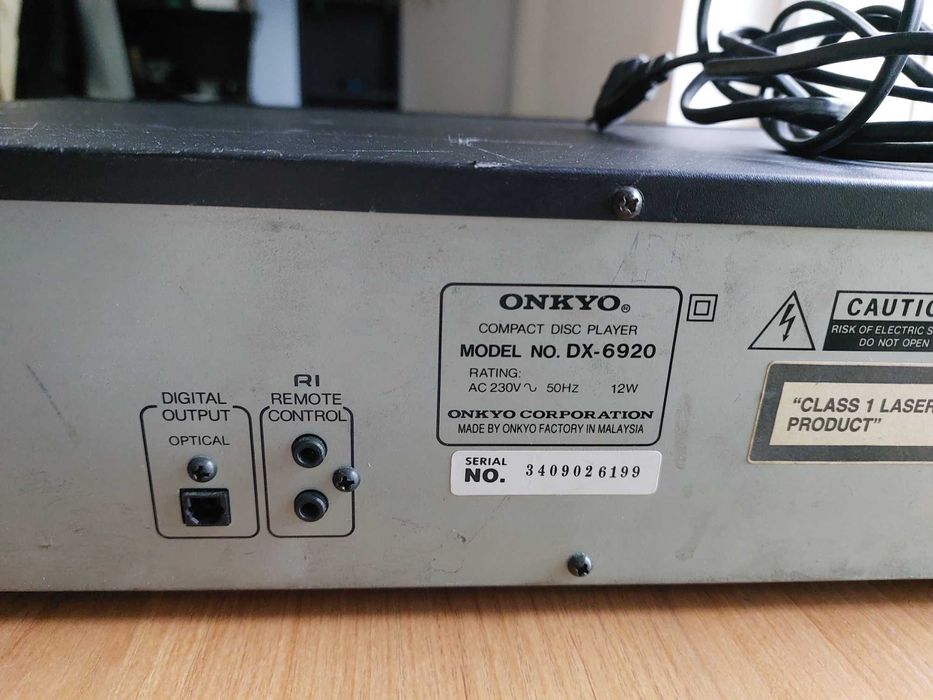 ONKYO®
COMPACT DISC PLAYER
MODEL NO. DX-6920
RATING:
AC 230V∿ 50Hz 12W
ONKYO CORPORATION
MADE BY ONKYO FACTORY IN MALAYSIA
SERIAL
NO. 3409026199
DIGITAL
OUTPUT
OPTICAL
RI
REMOTE
CONTROL
CAUTIO
RISK OF ELECTRIC S
DO NOT OPEN
"CLASS 1 LASER
PRODUCT"